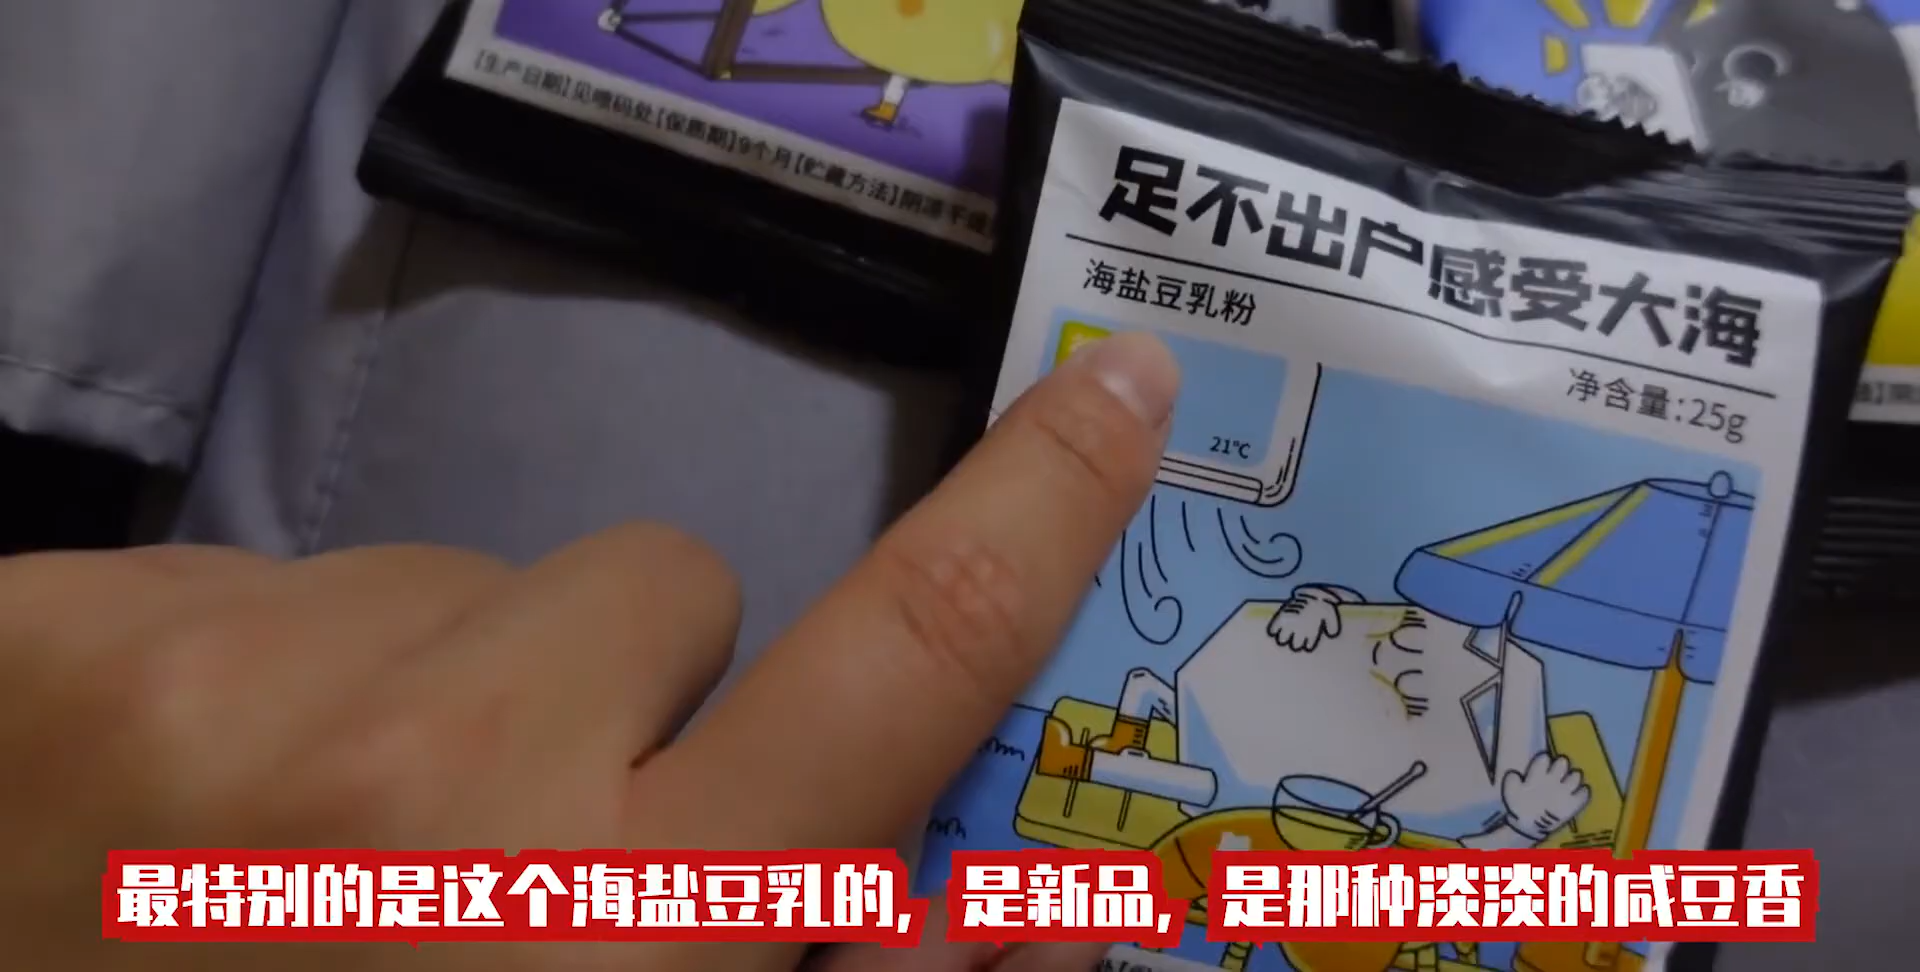 【生产日期】见喷码处【保质期】9个月【贮藏方法】阴凉干燥
足不出户感受大海
海盐豆乳粉
净含量:25g
21℃
最特别的是这个海盐豆乳的, 是新品, 是那种淡淡的咸豆香